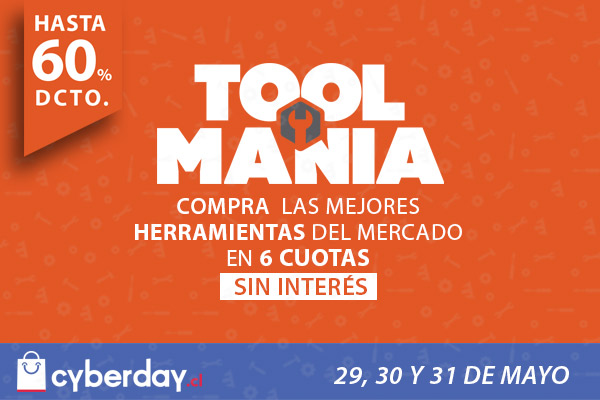 HASTA
60%
DCTO.
TOOL
MANIA
COMPRA LAS MEJORES
HERRAMIENTAS DEL MERCADO
EN 6 CUOTAS
SIN INTERÉS
cyberday.cl
29, 30 Y 31 DE MAYO